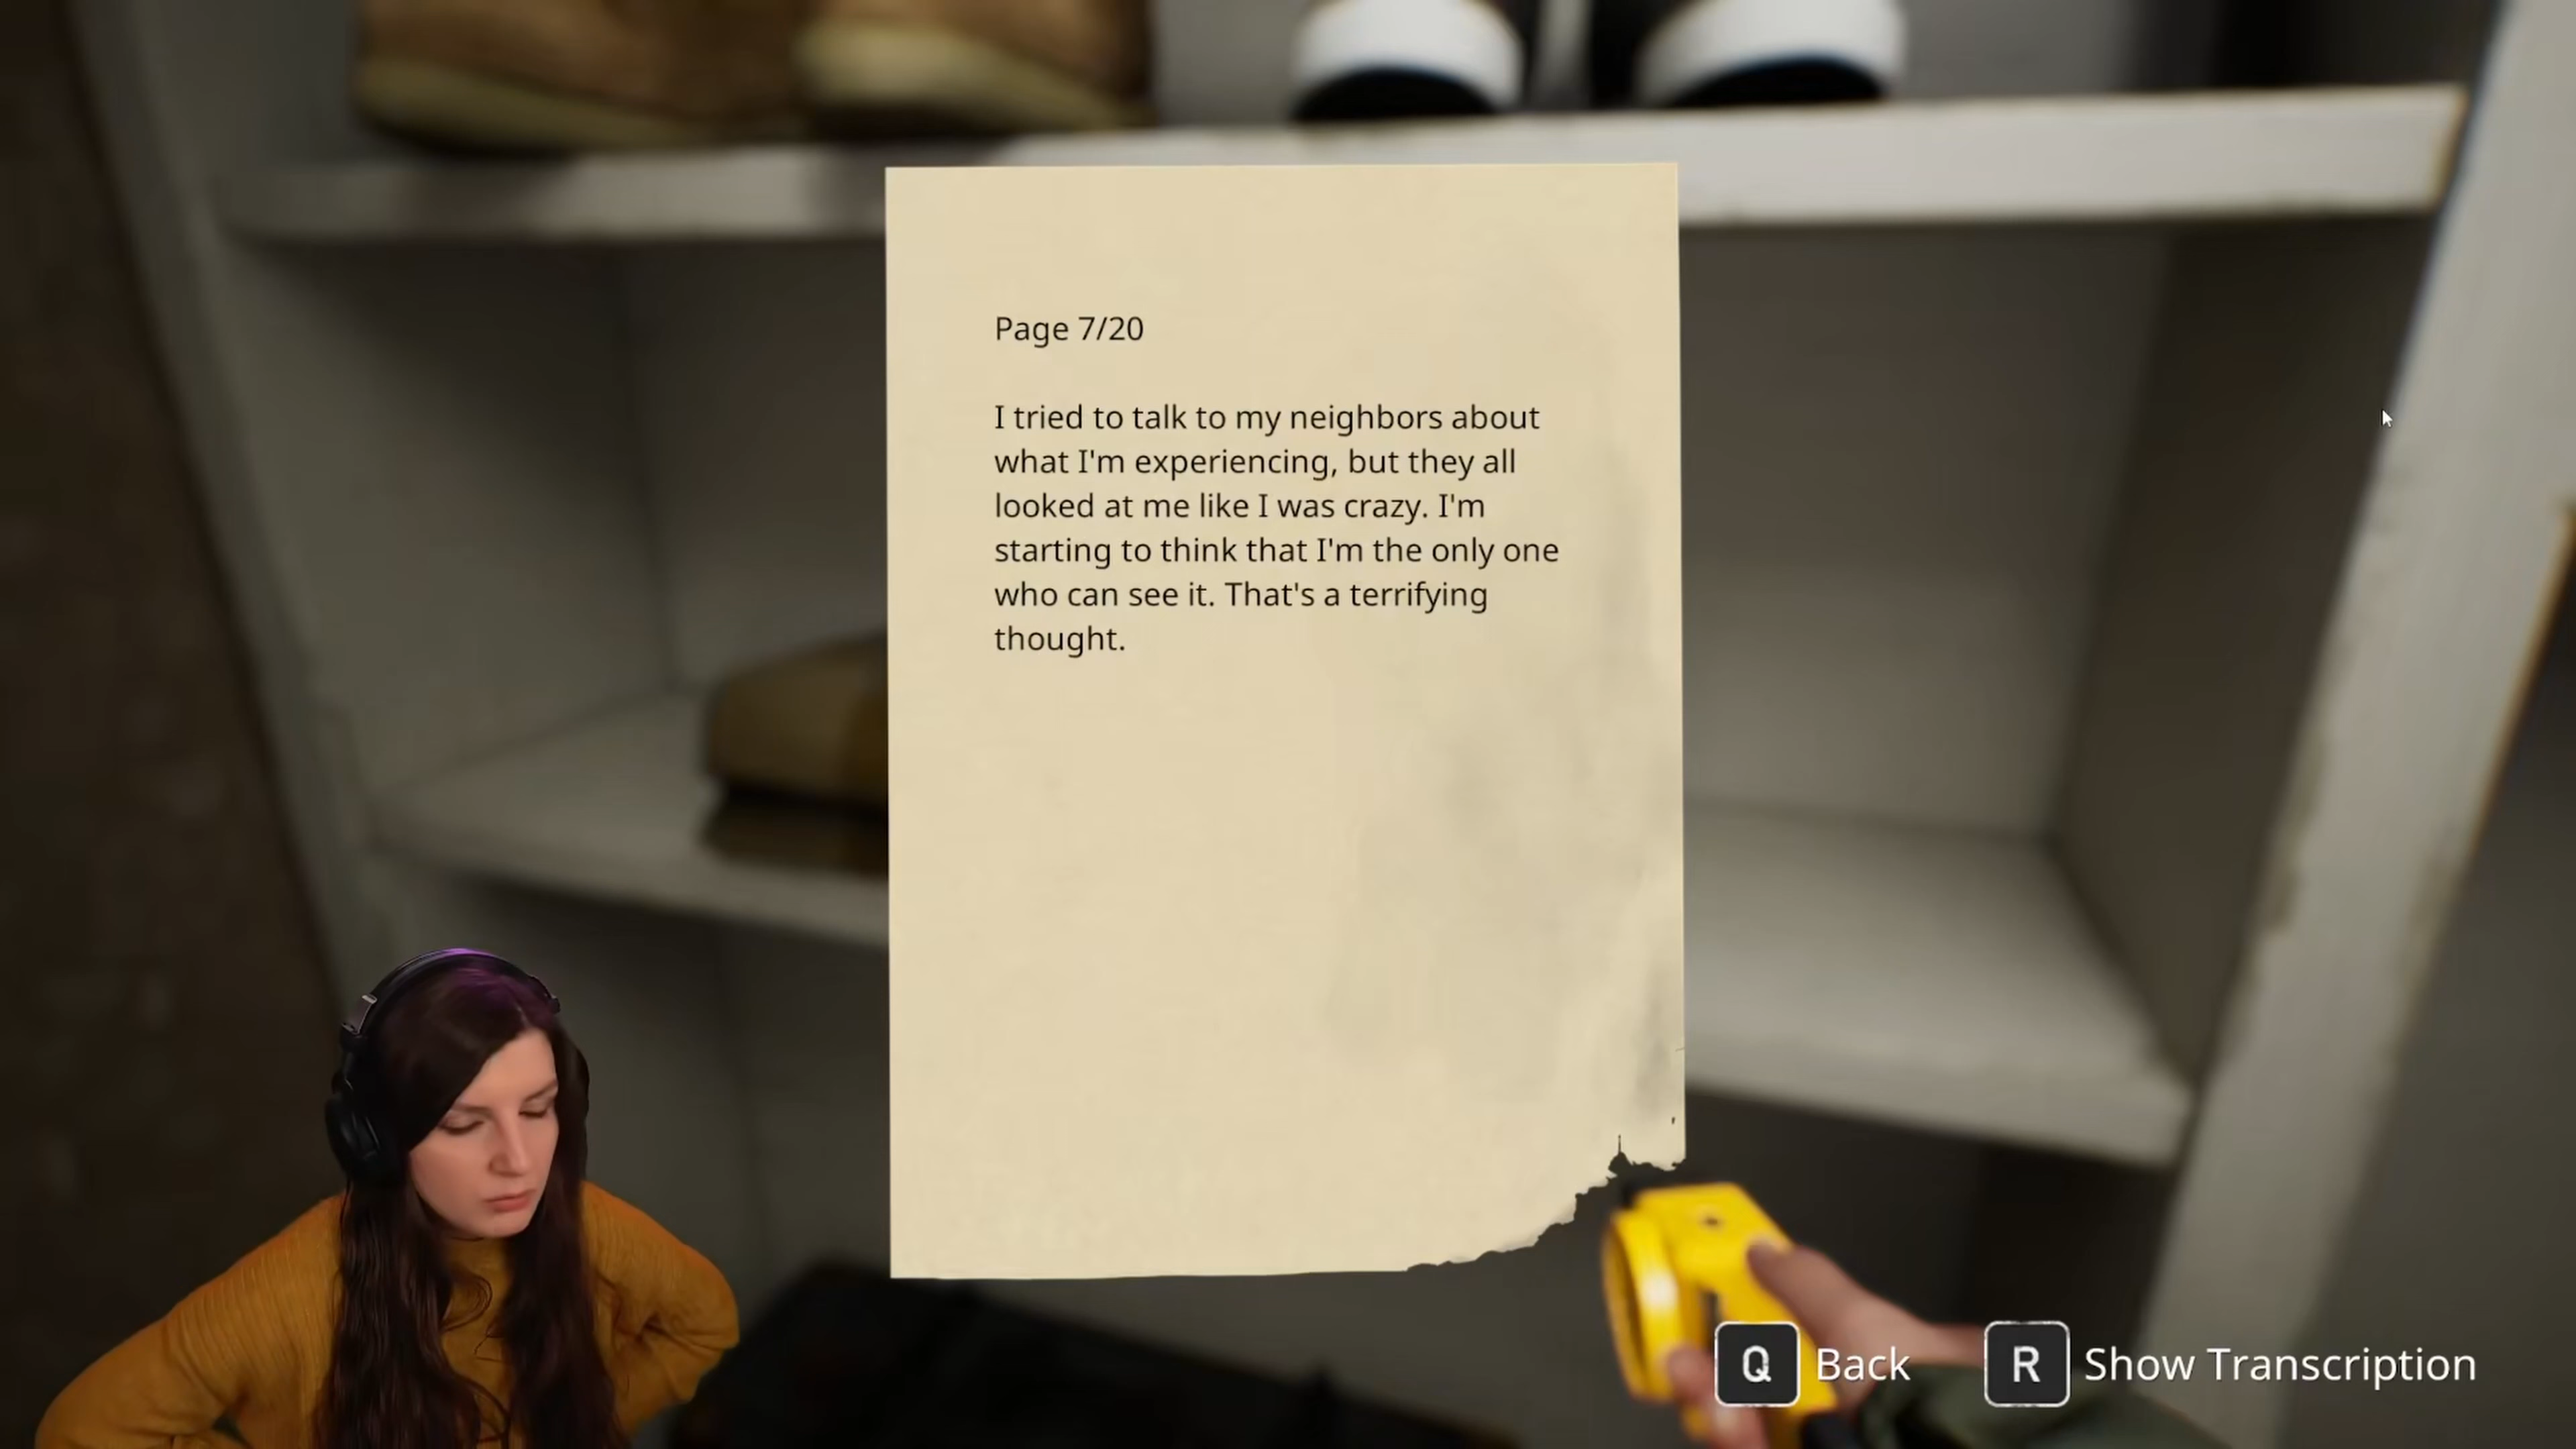 Page 7/20
I tried to talk to my neighbors about
what I'm experiencing, but they all
looked at me like I was crazy. I'm
starting to think that I'm the only one
who can see it. That's a terrifying
thought.
Q Back R Show Transcription